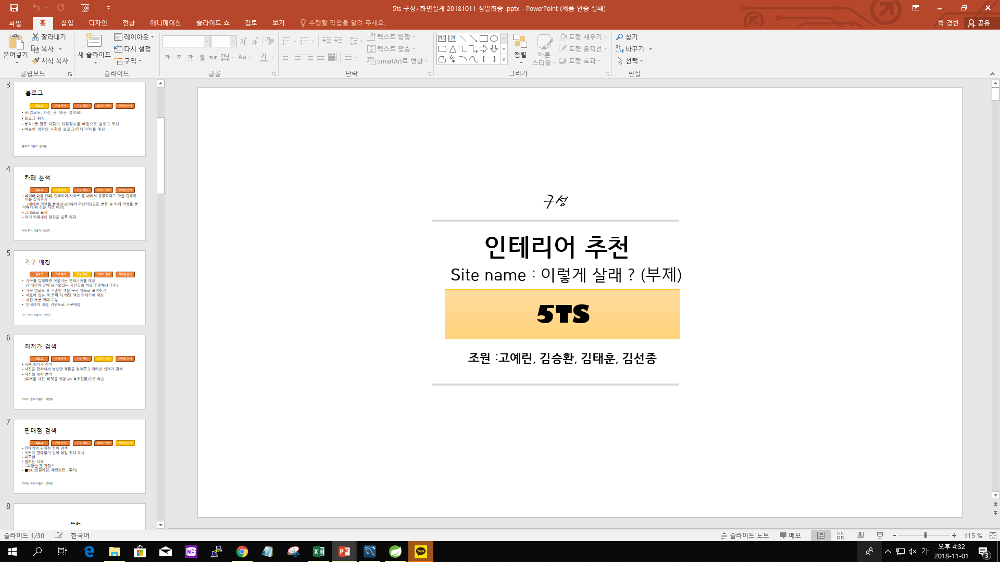 5ts 구성+화면설계 20181011 정말최종 .pptx - PowerPoint (제품 인증 실패)
파일 홈 삽입 디자인 전환 애니메이션 슬라이드 쇼 검토 보기 수행할 작업을 알려 주세요. 박 경빈 공유
붙여넣기 잘라내기 복사 서식 복사 클립보드
새 슬라이드 레이아웃 다시 설정 구역 슬라이드
가 가 가 S 가나 Aa 가 글꼴
텍스트 방향 텍스트 맞춤 SmartArt로 변환 단락
정렬 빠른 스타일 도형 채우기 도형 윤곽선 도형 효과 그리기
찾기 바꾸기 선택 편집
3
블로그
블로그 카페 분석 가구 매칭 최저가 검색 판매점 검색
• 글(업로드, 사진, 글, 댓글, 좋아요)
• 블로그 랭킹
• 분석: 글 읽은 사람의 회원정보를 바탕으로 블로그 추천
• 비슷한 성향의 사람의 블로그(인테리어)를 매칭
블로그 개발자: 김태훈
4
카페 분석
블로그 카페 분석 가구 매칭 최저가 검색 판매점 검색
• 네이버,다음 카페, 인테리어 사이트 등 내에서 긍정적이고 핫한 인테리
어를 찾아주기
(네이버 리뷰를 분석(tf idf)해서 머신러닝으로 분류 후 카페 리뷰를 분
석해서 랭 킹을 직접 매김)
• 그래프로 표시
• 여러 카페내의 랭킹을 모두 매김
카페 분석 개발자: 김승환
5
가구 매칭
블로그 카페 분석 가구 매칭 최저가 검색 판매점 검색
• 가구를 입력하면 어울리는 인테리어를 매칭
(인테리어 글에 올라와있는 사진들의 색을 추출해서 추천)
• 가구 업로드 후 추출한 색을 구글 차트로 보여주기
• 차트에 있는 색 클릭 시 해당 색의 인테리어 매칭
• 사진 부분 확대 기능
• 인테리어 매칭, 키워드로 가구매칭
가구 매칭 개발자 : 김선종
6
최저가 검색
블로그 카페 분석 가구 매칭 최저가 검색 판매점 검색
• 제품 최저가 검색
• 사진을 캡쳐해서 넣으면 제품을 찾아주고 인터넷 최저가 검색
• 사진의 취향 분석
(피쳐를 사진, 타겟을 취향 (ex 북유럽풍)으로 학습
최저가 검색 개발자 :
7
판매점 검색
블로그 카페 분석 가구 매칭 최저가 검색 판매점 검색
• 인테리어 판매점 전체 검색
• 최저가 판매점의 실제 매장 위치 표시
• 내주변
• 원하는 지역
• +다양한 웹 컨텐츠
• ■BIG(회원가입, 메인화면 , 쪽지)
판매점 검색 개발자 : 고예린
8
구성
인테리어 추천
Site name : 이렇게 살래 ? (부제)
5TS
조원 :고예린, 김승환, 김태훈, 김선종
슬라이드 1/30 한국어 슬라이드 노트 메모 115 %
TALK 가 오후 4:32
2018-11-01 3